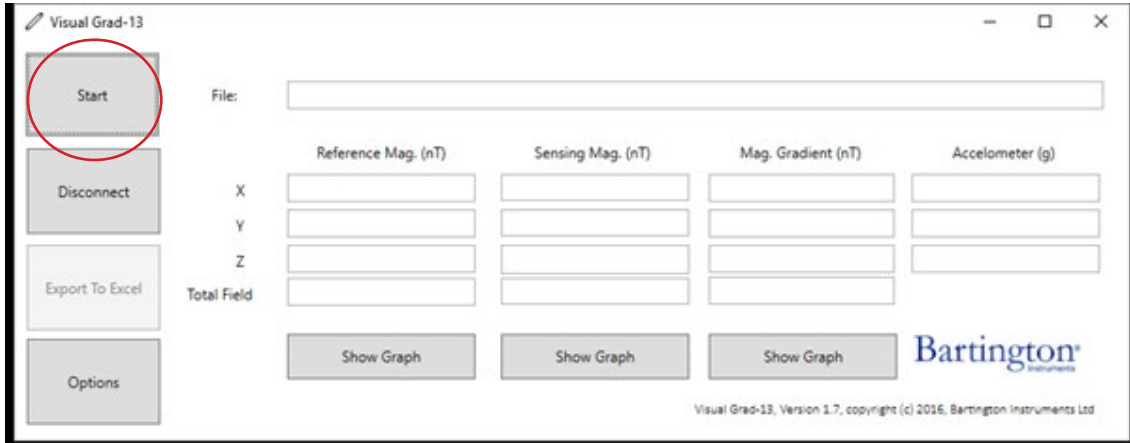 Visual Grad-13
Start
File:
Reference Mag. (nT)
Sensing Mag. (nT)
Mag. Gradient (nT)
Accelometer (g)
Disconnect
X
Y
Z
Export To Excel
Total Field
Show Graph
Show Graph
Show Graph
Bartington®
Instruments
Options
Visual Grad-13, Version 1.7, copyright (c) 2016, Bartington Instruments Ltd